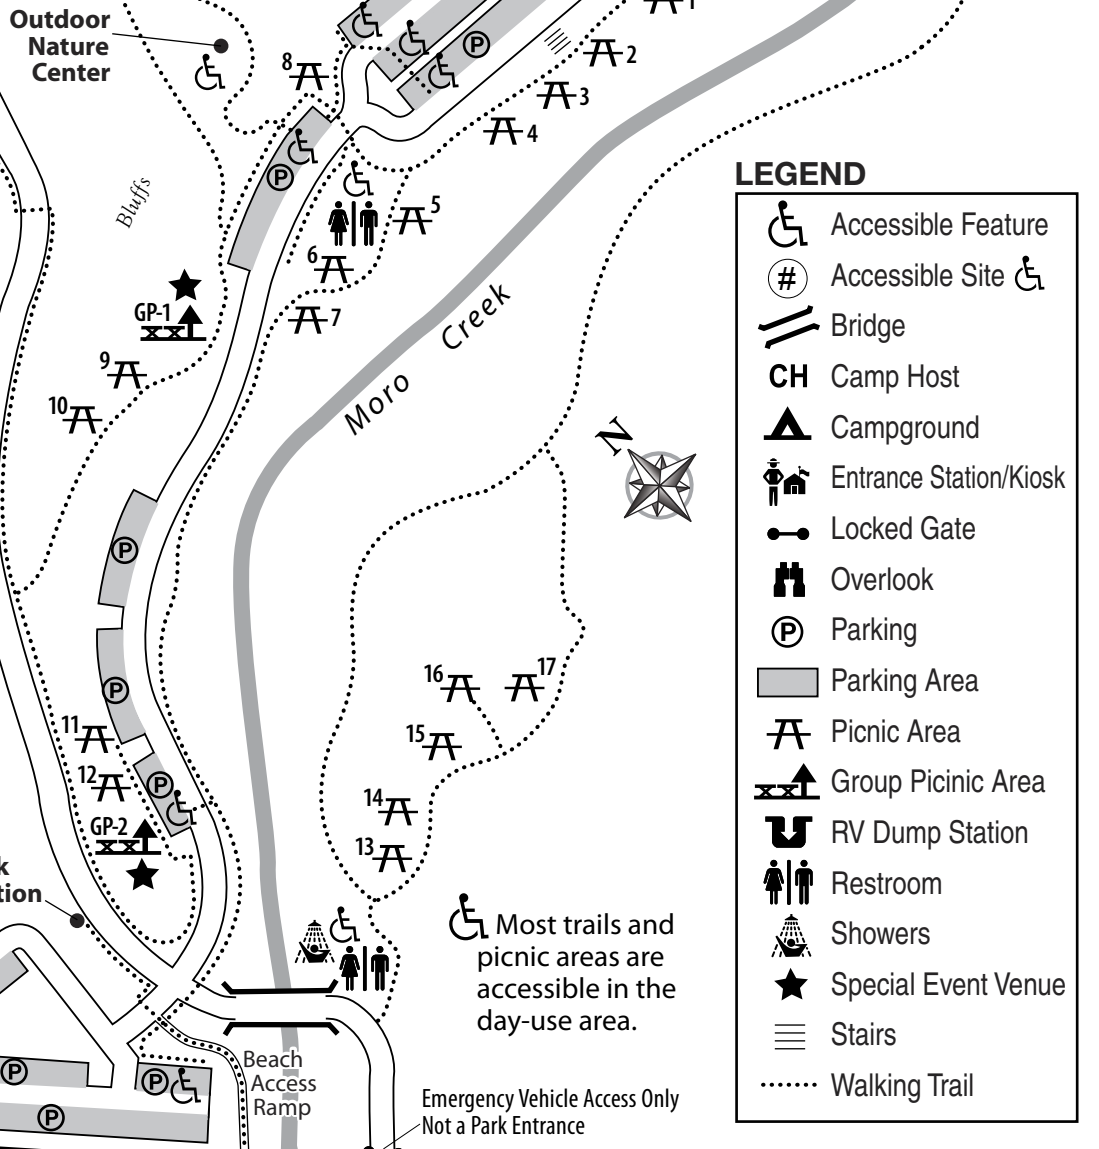 Outdoor
Nature
Center
1
2
3
4
5
6
7
8
P
P
Bluffs
GP-1
9
10
Moro Creek
N
P
P
11
12
P
GP-2
16
17
15
14
13
k
tion
Most trails and
picnic areas are
accessible in the
day-use area.
P
P
P
Beach
Access
Ramp
Emergency Vehicle Access Only
Not a Park Entrance
LEGEND
Accessible Feature
# Accessible Site
Bridge
CH Camp Host
Campground
Entrance Station/Kiosk
Locked Gate
Overlook
P Parking
Parking Area
Picnic Area
Group Picinic Area
RV Dump Station
Restroom
Showers
Special Event Venue
Stairs
Walking Trail